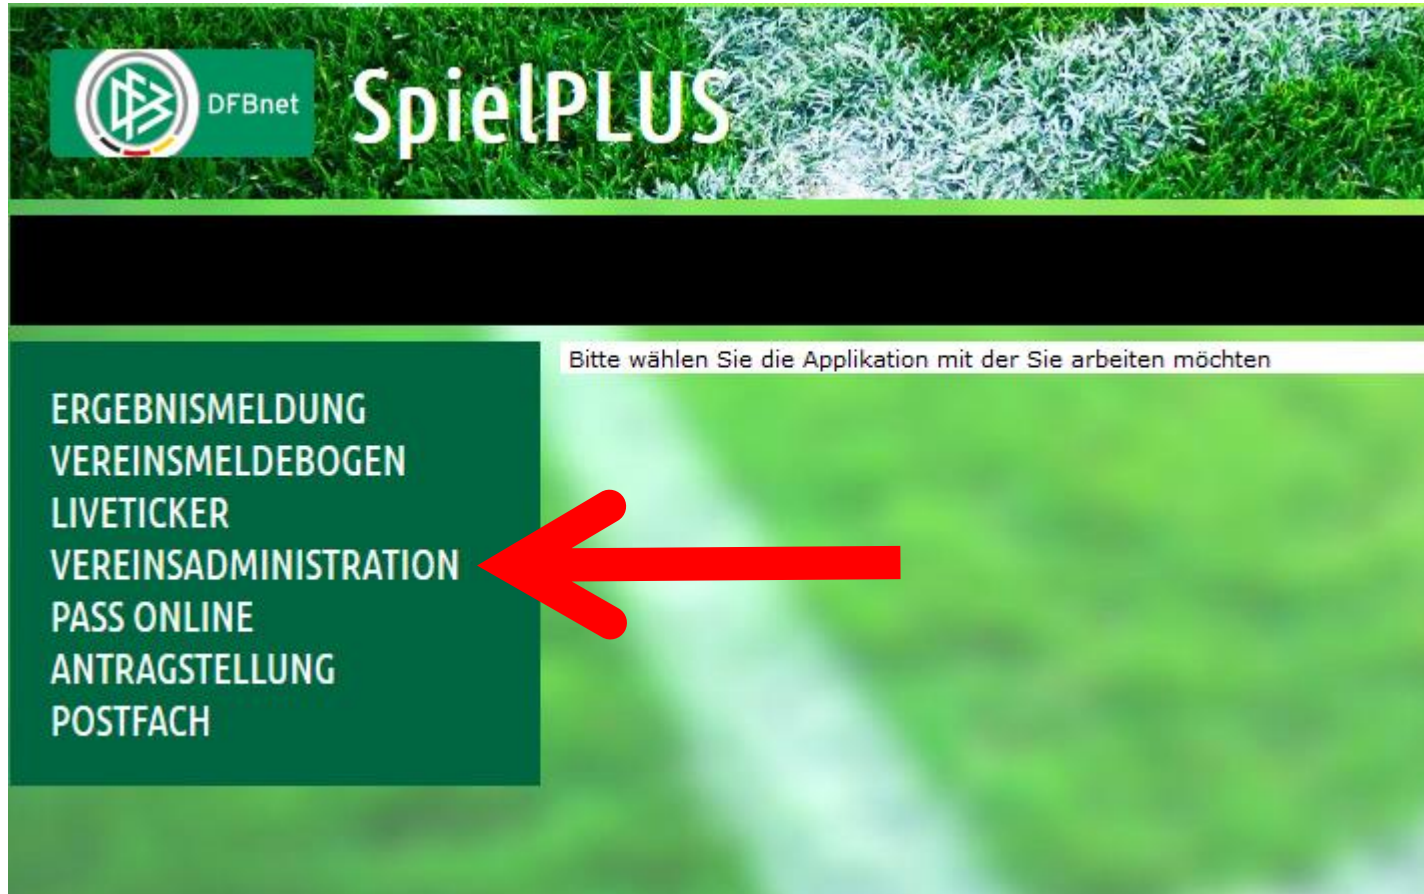 DFBnet
SpielPLUS
Bitte wählen Sie die Applikation mit der Sie arbeiten möchten
ERGEBNISMELDUNG
VEREINSMELDEBOGEN
LIVETICKER
VEREINSADMINISTRATION
PASS ONLINE
ANTRAGSTELLUNG
POSTFACH